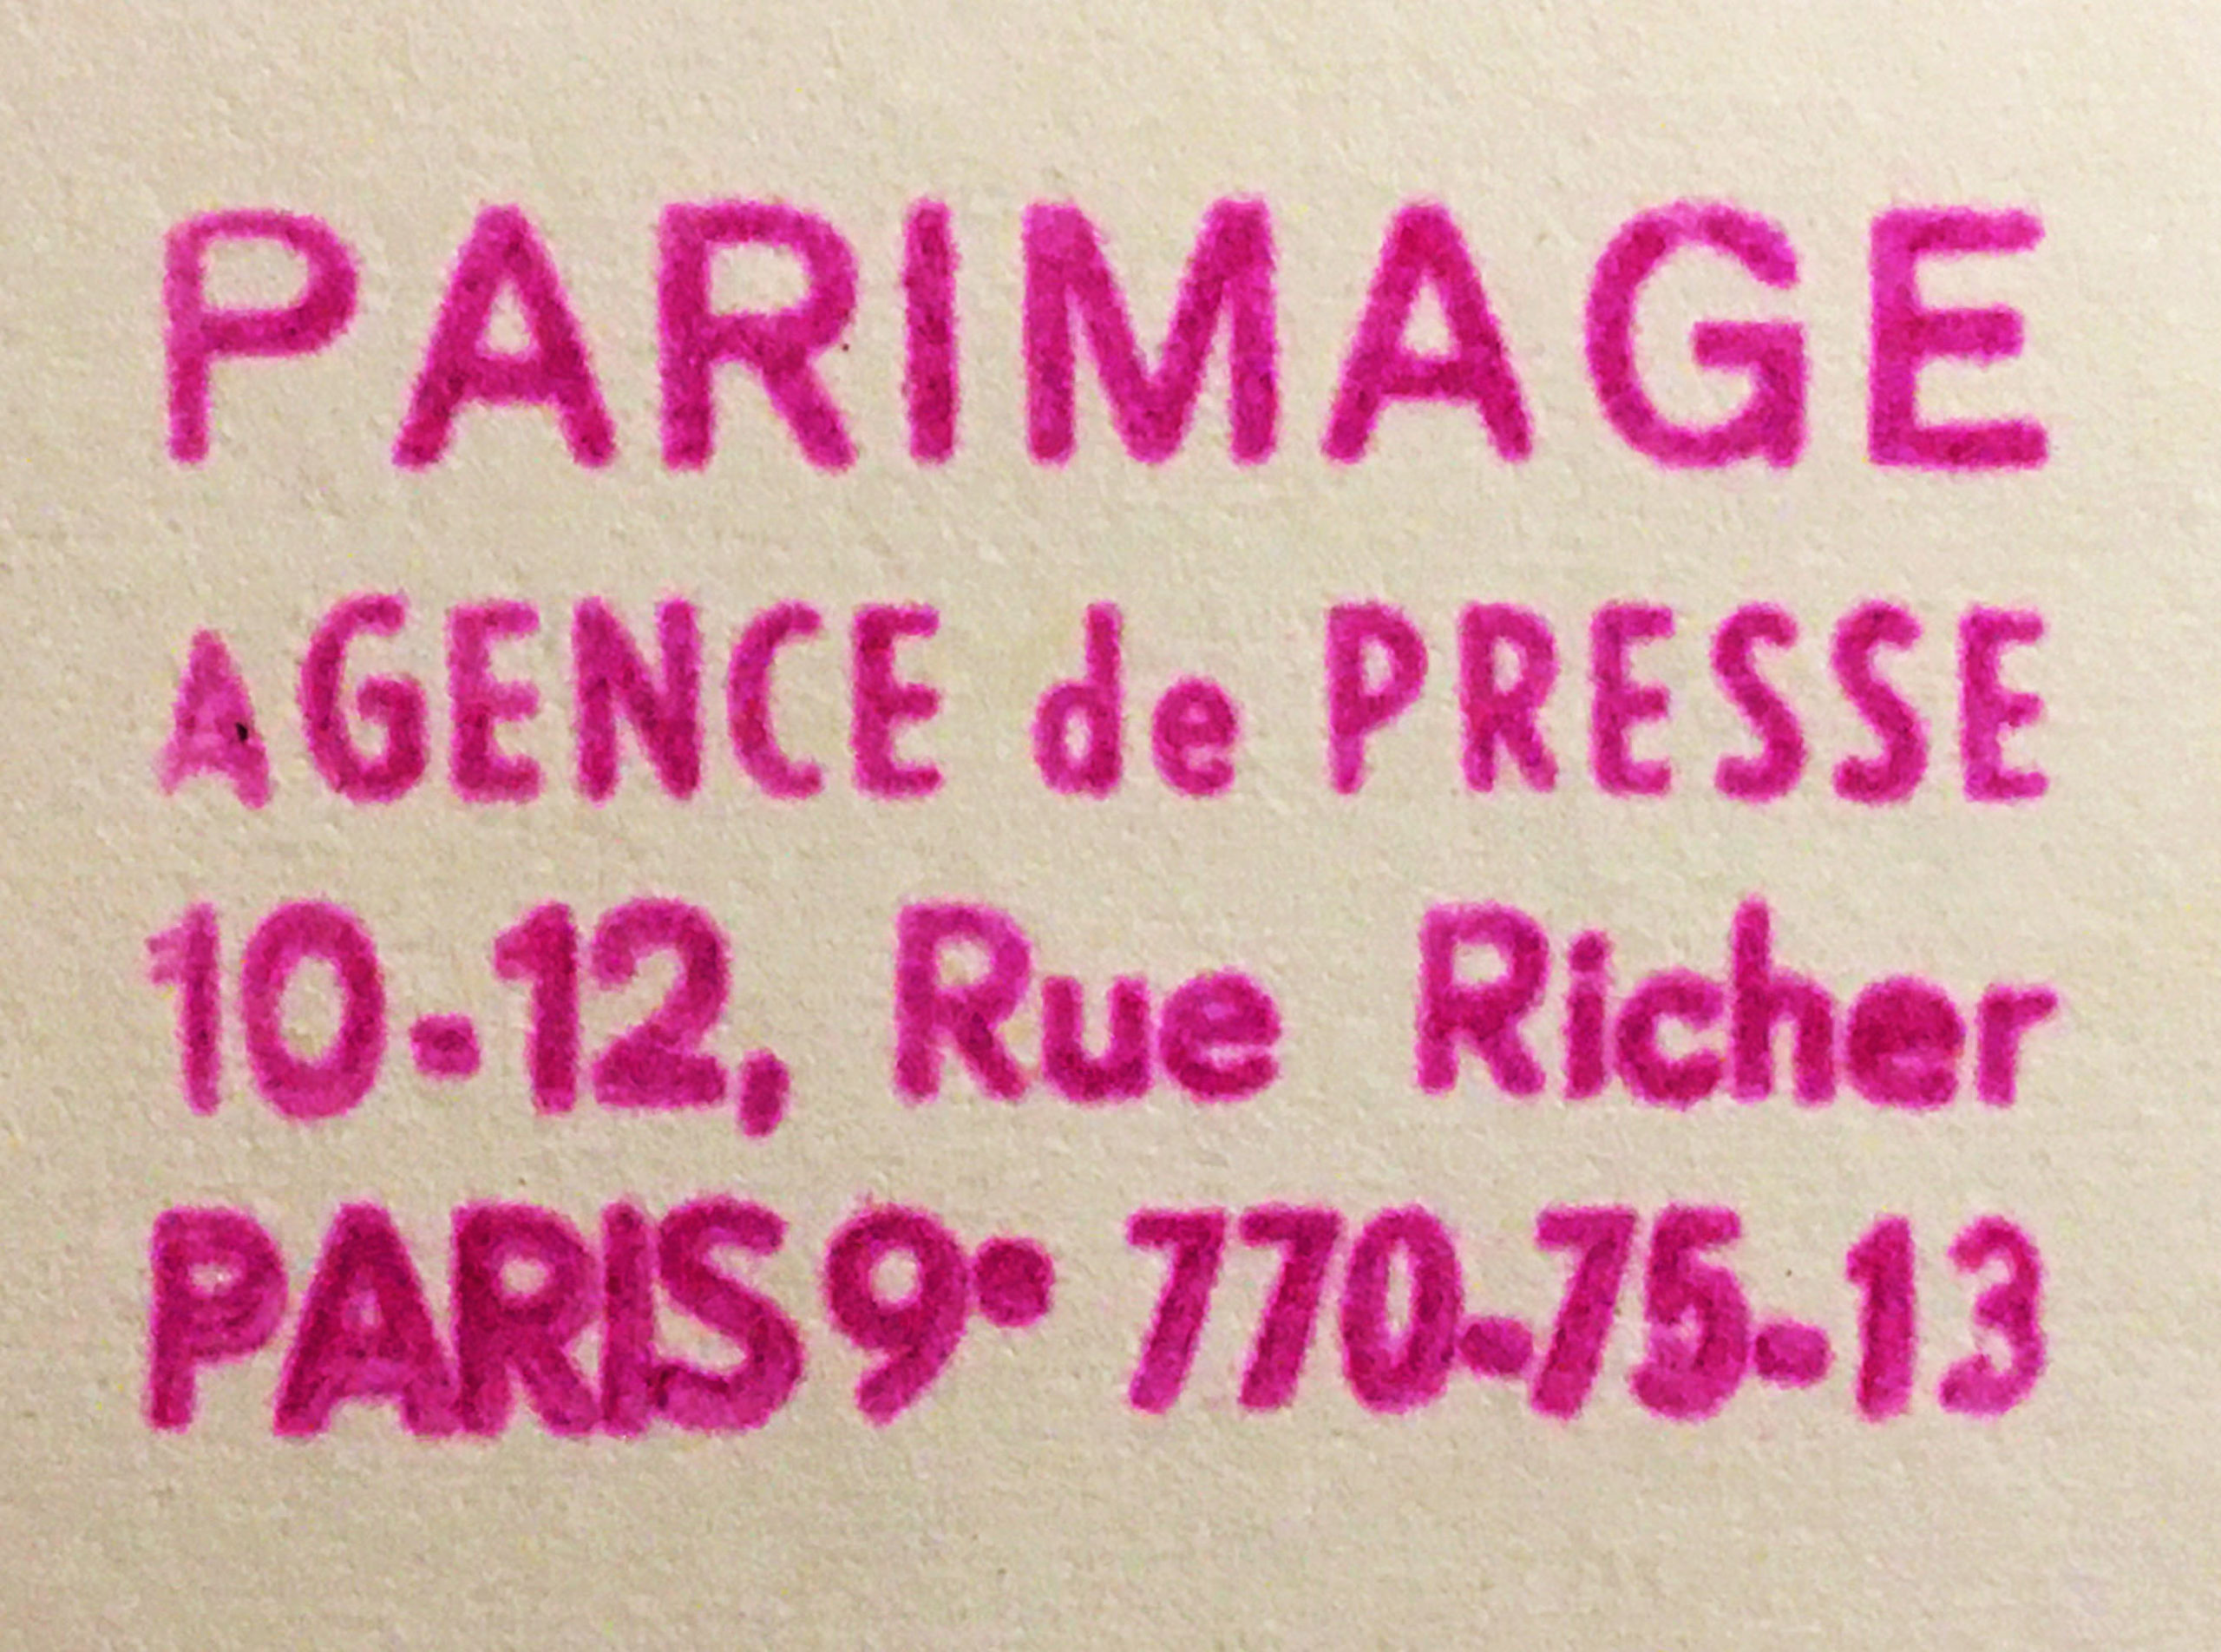 PARIMAGE
AGENCE de PRESSE
10-12, Rue Richer
PARIS 9e 770-75-13